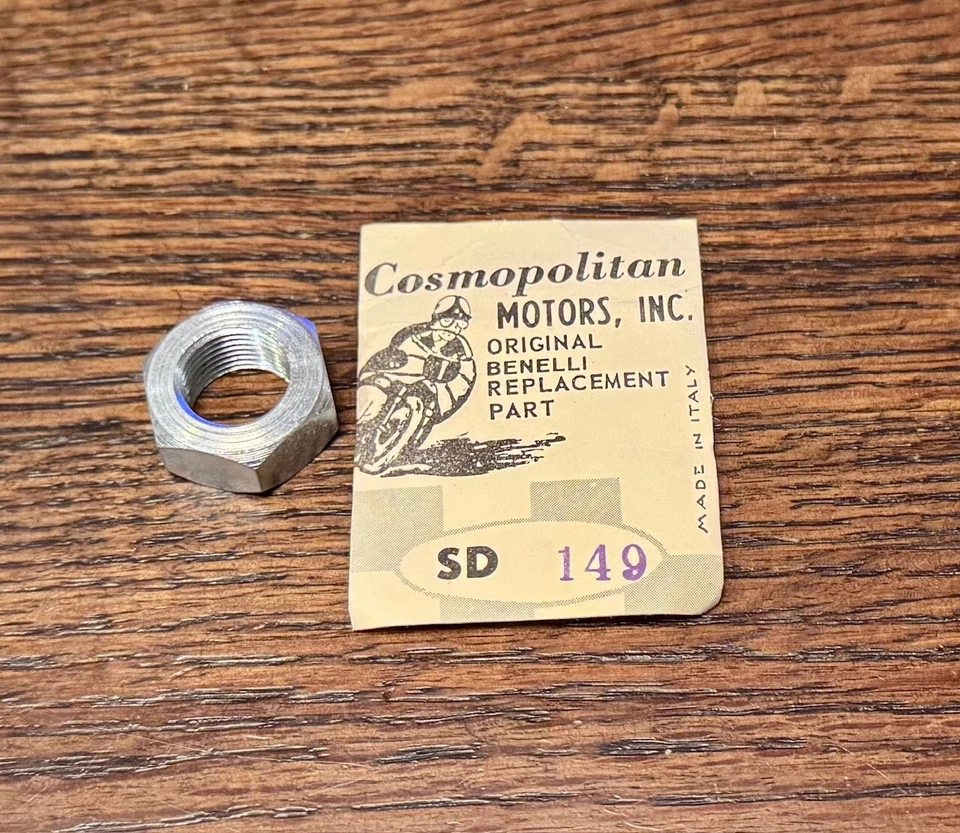 Cosmopolitan
MOTORS, INC.
ORIGINAL
BENELLI
REPLACEMENT
PART
MADE IN ITALY
SD 149